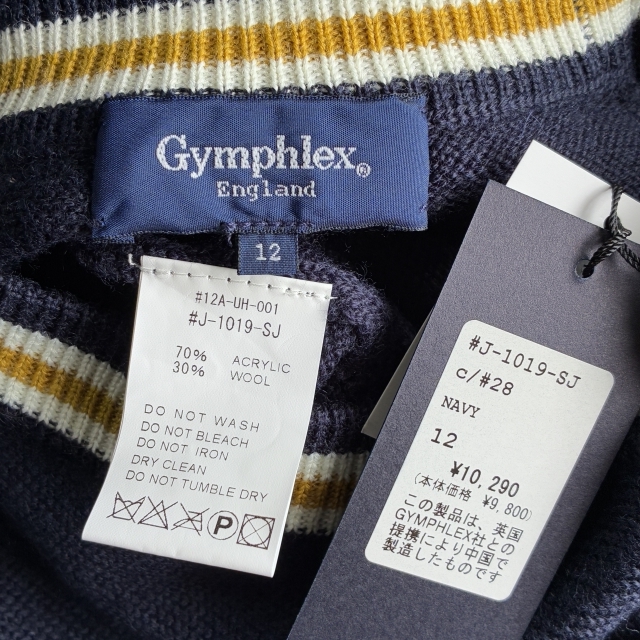 Gymphlex®
England
12
#12A-UH-001
#J-1019-SJ
70% ACRYLIC
30% WOOL
DO NOT WASH
DO NOT BLEACH
DO NOT IRON
DRY CLEAN
DO NOT TUMBLE DRY
P
#J-1019-SJ
c/#28
NAVY
12
¥10,290
(本体価格 ¥9,800)
この製品は、英国
GYMPHLEX社との
提携により中国で
製造したものです